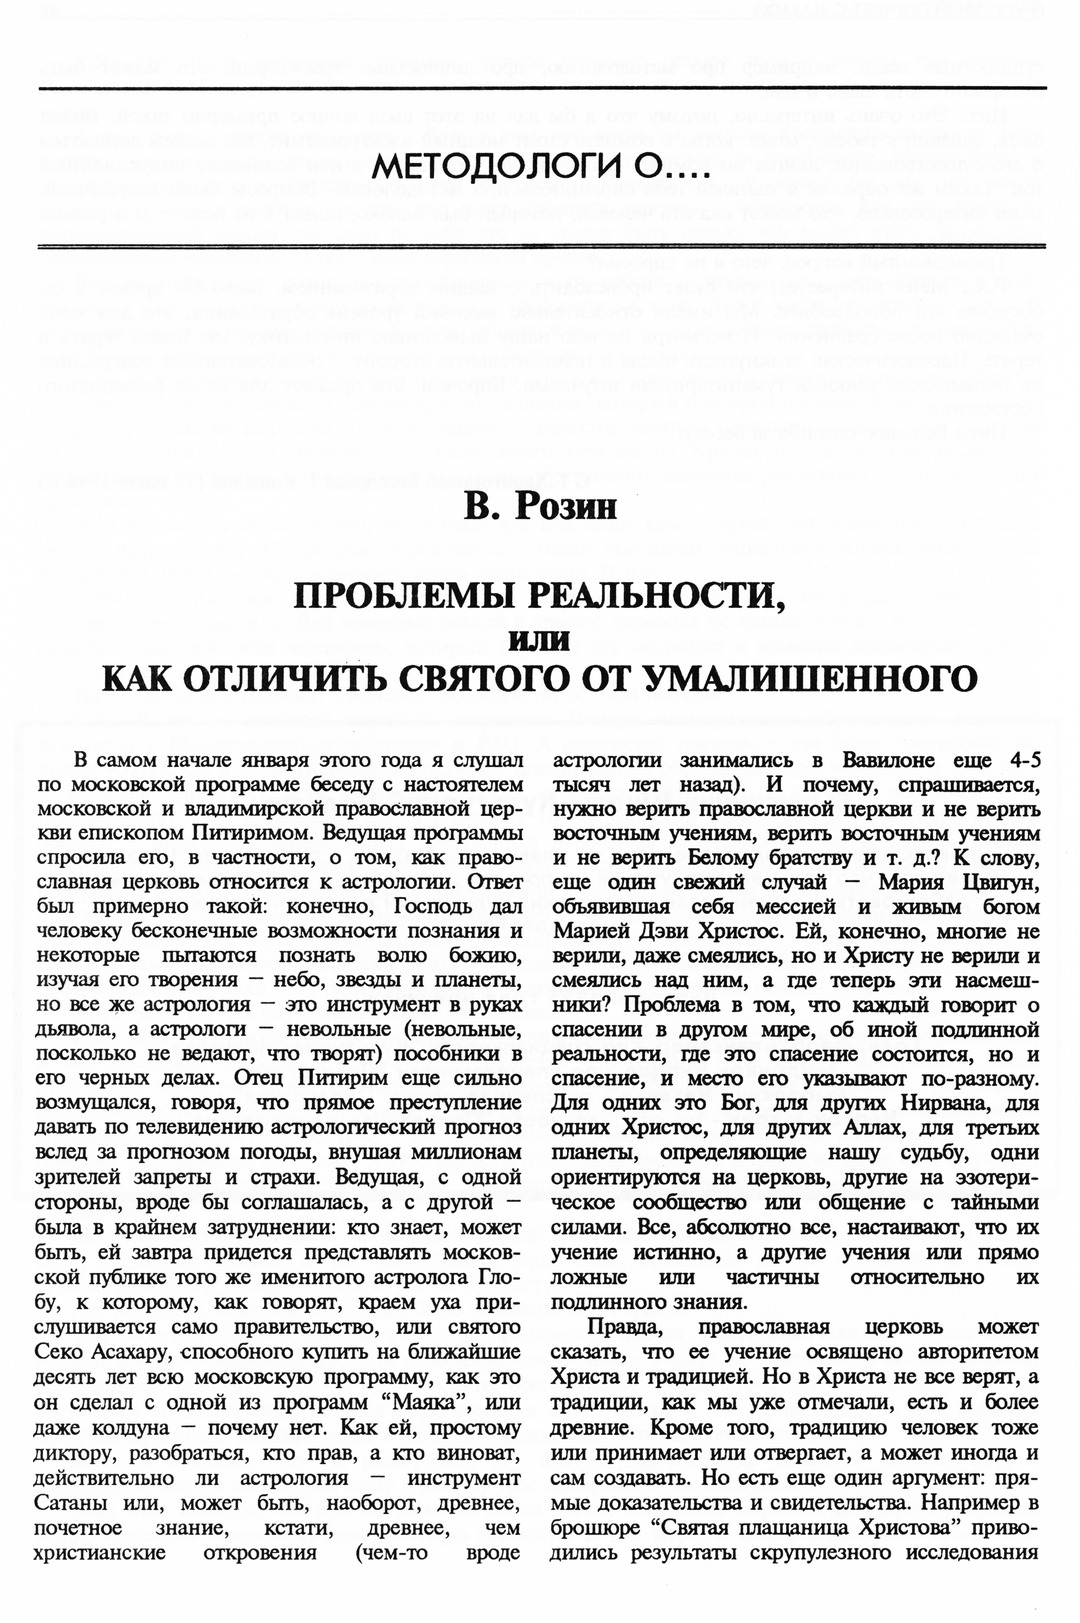 МЕТОДОЛОГИ О....
В. Розин
ПРОБЛЕМЫ РЕАЛЬНОСТИ,
ИЛИ
КАК ОТЛИЧИТЬ СВЯТОГО ОТ УМАЛИШЕННОГО
В самом начале января этого года я слушал
по московской программе беседу с настоятелем
московской и владимирской православной цер-
кви епископом Питиримом. Ведущая программы
спросила его, в частности, о том, как право-
славная церковь относится к астрологии. Ответ
был примерно такой: конечно, Господь дал
человеку бесконечные возможности познания и
некоторые пытаются познать волю божию,
изучая его творения — небо, звезды и планеты,
но все же астрология — это инструмент в руках
дьявола, а астрологи — невольные (невольные,
посколько не ведают, что творят) пособники в
его черных делах. Отец Питирим еще сильно
возмущался, говоря, что прямое преступление
давать по телевидению астрологический прогноз
вслед за прогнозом погоды, внушая миллионам
зрителей запреты и страхи. Ведущая, с одной
стороны, вроде бы соглашалась, а с другой —
была в крайнем затруднении: кто знает, может
быть, ей завтра придется представлять москов-
ской публике того же именитого астролога Гло-
бу, к которому, как говорят, краем уха при-
слушивается само правительство, или святого
Секо Асахару, способного купить на ближайшие
десять лет всю московскую программу, как это
он сделал с одной из программ “Маяка”, или
даже колдуна — почему нет. Как ей, простому
диктору, разобраться, кто прав, а кто виноват,
действительно ли астрология — инструмент
Сатаны или, может быть, наоборот, древнее,
почетное знание, кстати, древнее, чем
христианские откровения (чем-то вроде
астрологии занимались в Вавилоне еще 4-5
тысяч лет назад). И почему, спрашивается,
нужно верить православной церкви и не верить
восточным учениям, верить восточным учениям
и не верить Белому братству и т. д.? К слову,
еще один свежий случай — Мария Цвигун,
объявившая себя мессией и живым богом
Марией Дэви Христос. Ей, конечно, многие не
верили, даже смеялись, но и Христу не верили и
смеялись над ним, а где теперь эти насмеш-
ники? Проблема в том, что каждый говорит о
спасении в другом мире, об иной подлинной
реальности, где это спасение состоится, но и
спасение, и место его указывают по-разному.
Для одних это Бог, для других Нирвана, для
одних Христос, для других Аллах, для третьих
планеты, определяющие нашу судьбу, одни
ориентируются на церковь, другие на эзотери-
ческое сообщество или общение с тайными
силами. Все, абсолютно все, настаивают, что их
учение истинно, а другие учения или прямо
ложные или частичны относительно их
подлинного знания.
Правда, православная церковь может
сказать, что ее учение освящено авторитетом
Христа и традицией. Но в Христа не все верят, а
традиции, как мы уже отмечали, есть и более
древние. Кроме того, традицию человек тоже
или принимает или отвергает, а может иногда и
сам создавать. Но есть еще один аргумент: пря-
мые доказательства и свидетельства. Например в
брошюре “Святая плащаница Христова” приво-
дились результаты скрупулезного исследования